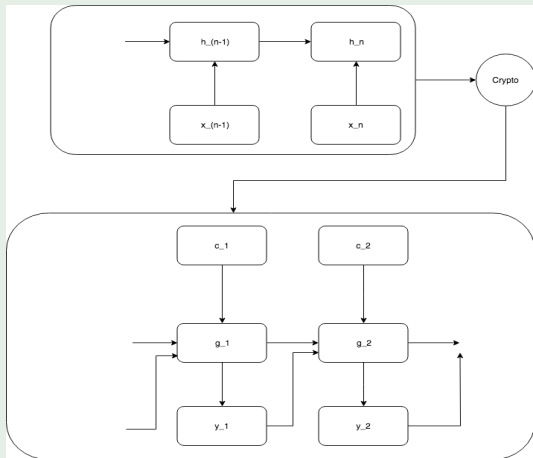 h_(n-1)
h_n
x_(n-1)
x_n
Crypto
c_1
c_2
g_1
g_2
y_1
y_2